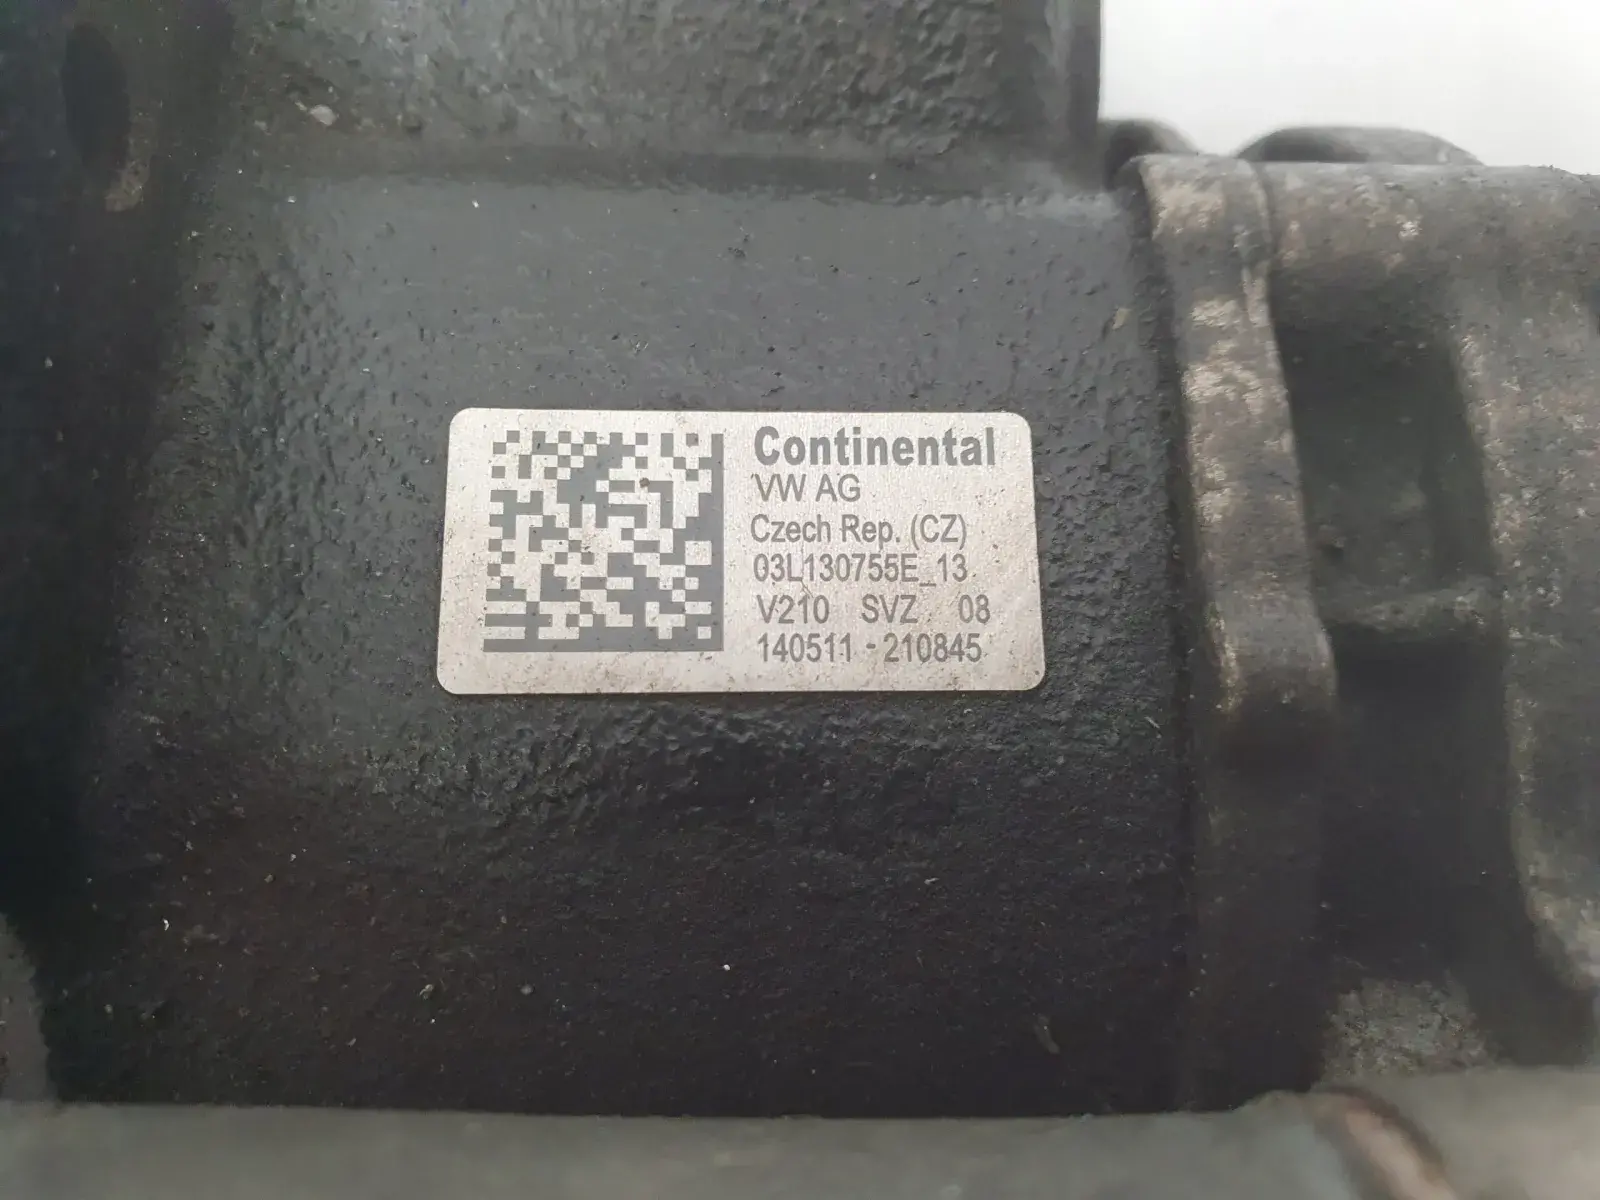 Continental
VW AG
Czech Rep. (CZ)
03L130755E_13
V210 SVZ 08
140511-210845